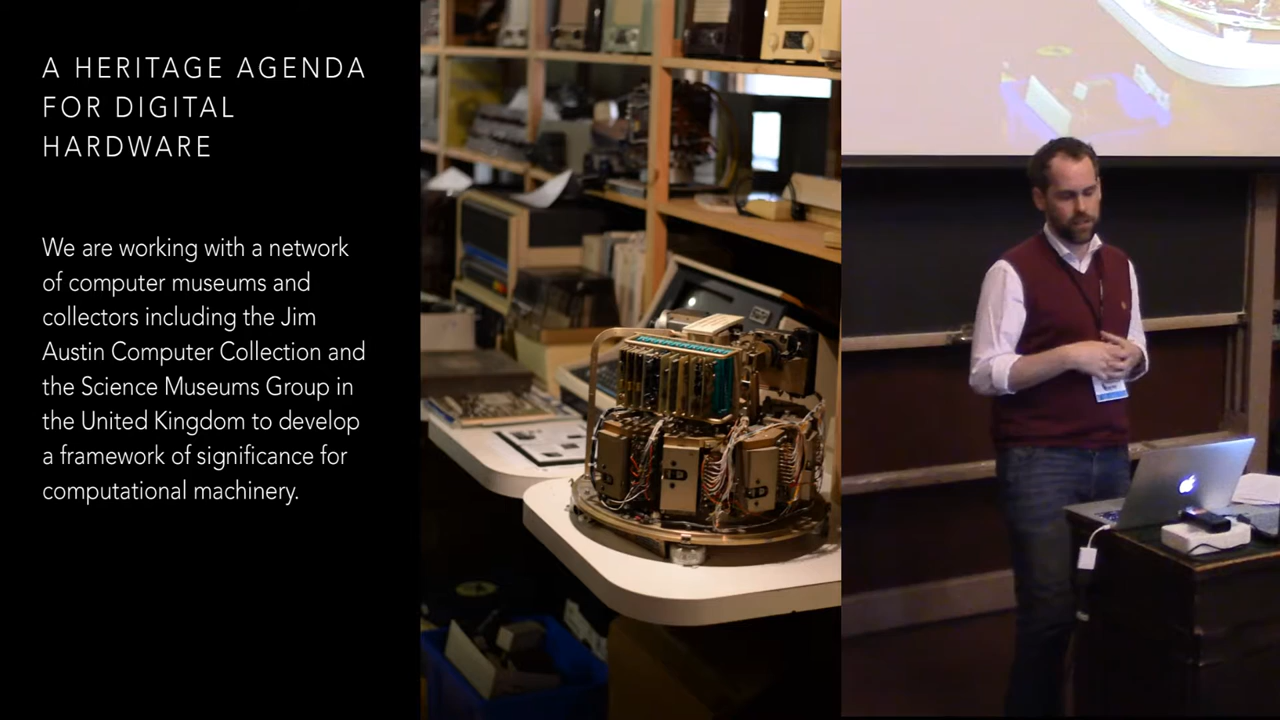 A HERITAGE AGENDA
FOR DIGITAL
HARDWARE
We are working with a network
of computer museums and
collectors including the Jim
Austin Computer Collection and
the Science Museums Group in
the United Kingdom to develop
a framework of significance for
computational machinery.